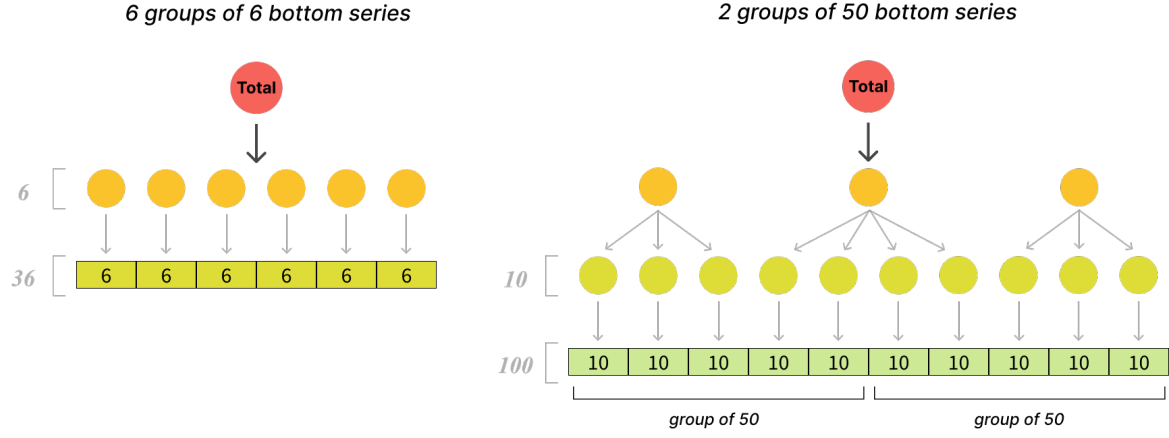 6 groups of 6 bottom series
Total
6
36
6 6 6 6 6 6
2 groups of 50 bottom series
Total
10
100
10 10 10 10 10 10 10 10 10 10
group of 50
group of 50